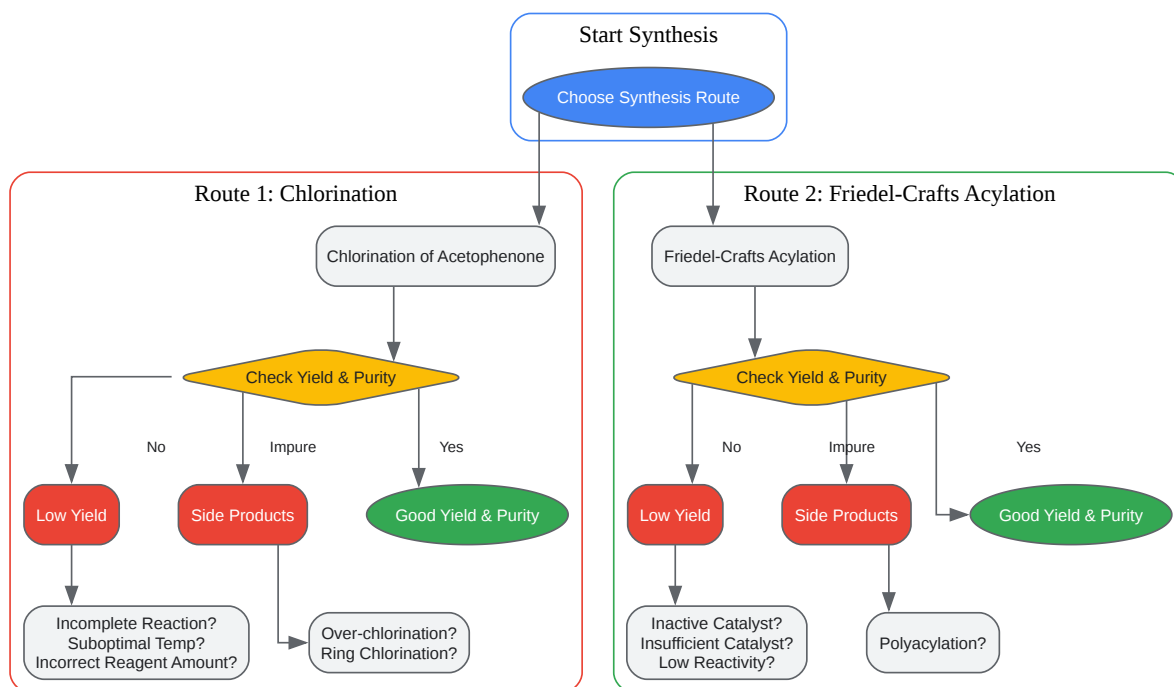 Start Synthesis
Choose Synthesis Route
Route 1: Chlorination
Chlorination of Acetophenone
Check Yield & Purity
No
Impure
Yes
Low Yield
Side Products
Good Yield & Purity
Incomplete Reaction?
Suboptimal Temp?
Incorrect Reagent Amount?
Over-chlorination?
Ring Chlorination?
Route 2: Friedel-Crafts Acylation
Friedel-Crafts Acylation
Check Yield & Purity
No
Impure
Yes
Low Yield
Side Products
Good Yield & Purity
Inactive Catalyst?
Insufficient Catalyst?
Low Reactivity?
Polyacylation?